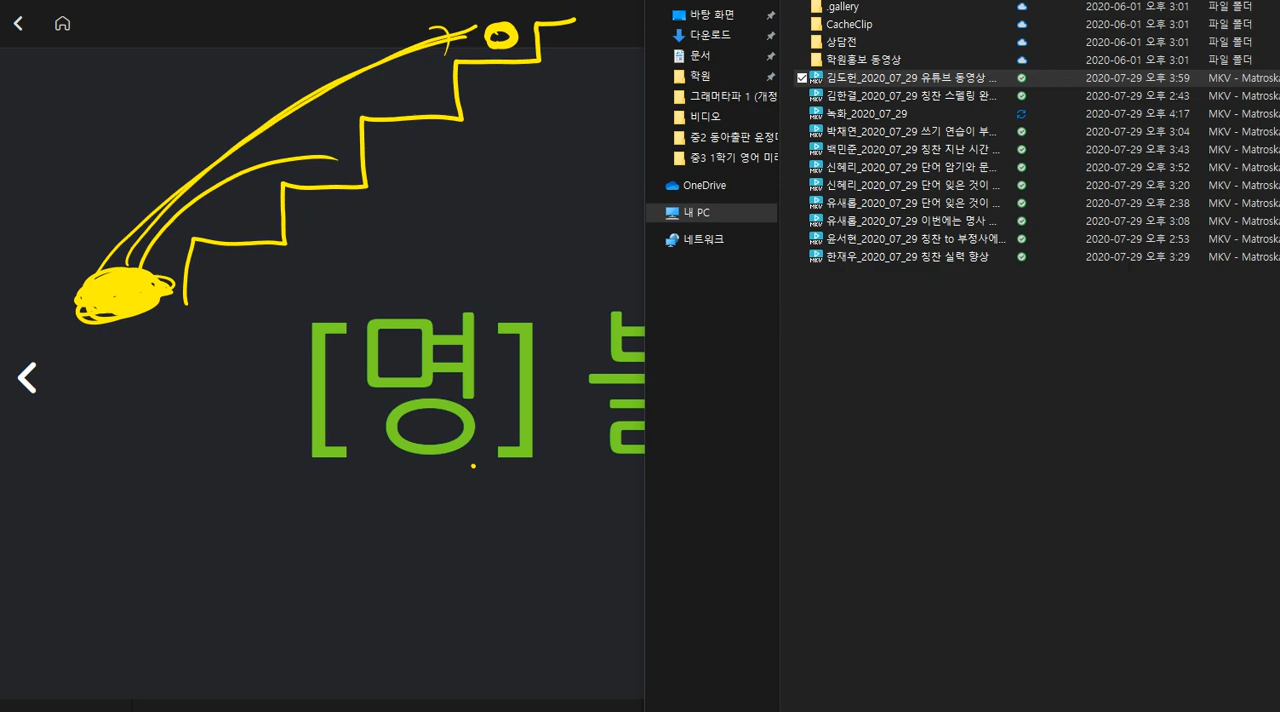 [명]
바탕 화면
다운로드
문서
학원
그래머타파 1 (개정
비디오
중2 동아출판 윤정미
중3 1학기 영어 미래
OneDrive
내 PC
네트워크
.gallery 2020-06-01 오후 3:01 파일 폴더
CacheClip 2020-06-01 오후 3:01 파일 폴더
상담전 2020-06-01 오후 3:01 파일 폴더
학원홍보 동영상 2020-06-01 오후 3:01 파일 폴더
김도헌_2020_07_29 유튜브 동영상 ... 2020-07-29 오후 3:59 MKV - Matroska
김한결_2020_07_29 칭찬 스펠링 완... 2020-07-29 오후 2:43 MKV - Matroska
녹화_2020_07_29 2020-07-29 오후 4:17 MKV - Matroska
박채연_2020_07_29 쓰기 연습이 부... 2020-07-29 오후 3:04 MKV - Matroska
백민준_2020_07_29 칭찬 지난 시간 ... 2020-07-29 오후 3:43 MKV - Matroska
신혜리_2020_07_29 단어 암기와 문... 2020-07-29 오후 3:52 MKV - Matroska
신혜리_2020_07_29 단어 잊은 것이 ... 2020-07-29 오후 3:20 MKV - Matroska
유새롬_2020_07_29 단어 잊은 것이 ... 2020-07-29 오후 2:38 MKV - Matroska
유새롬_2020_07_29 이번에는 명사 ... 2020-07-29 오후 3:08 MKV - Matroska
윤서현_2020_07_29 칭찬 to 부정사에... 2020-07-29 오후 2:53 MKV - Matroska
한재우_2020_07_29 칭찬 실력 향상 2020-07-29 오후 3:29 MKV - Matroska